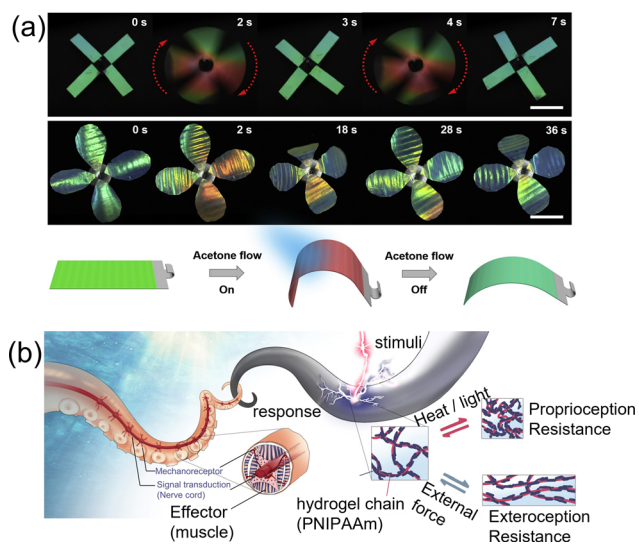 (a)
0 s
2 s
3 s
4 s
7 s
0 s
2 s
18 s
28 s
36 s
Acetone flow
On
Acetone flow
Off
(b)
stimuli
response
Heat / light
Proprioception
Resistance
Mechanoreceptor
Signal transduction
(Nerve cord)
Effector
(muscle)
hydrogel chain
(PNIPAAm)
External
force
Exteroception
Resistance